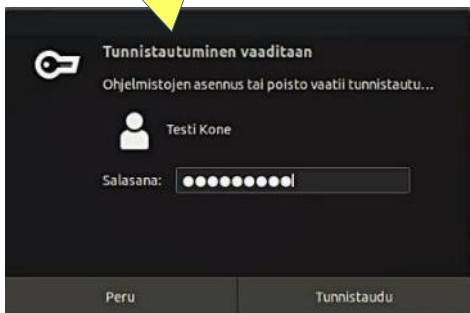 Tunnistautuminen vaaditaan
Ohjelmistojen asennus tai poisto vaatii tunnistautu...
Testi Kone
Salasana: ●●●●●●●●●
Peru
Tunnistaudu